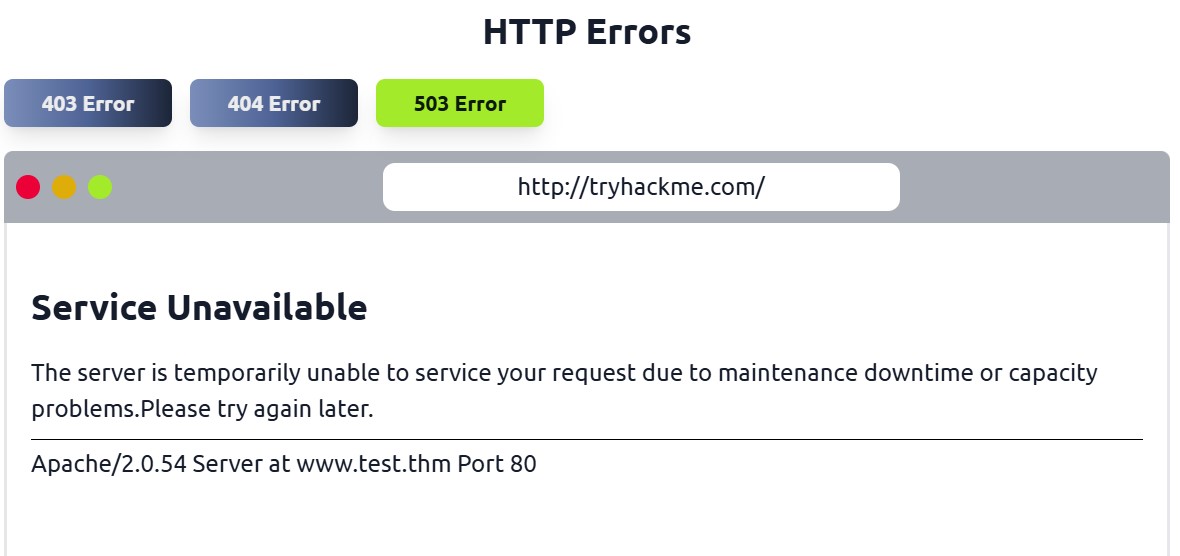 HTTP Errors
403 Error 404 Error 503 Error
http://tryhackme.com/
Service Unavailable
The server is temporarily unable to service your request due to maintenance downtime or capacity
problems.Please try again later.
Apache/2.0.54 Server at www.test.thm Port 80